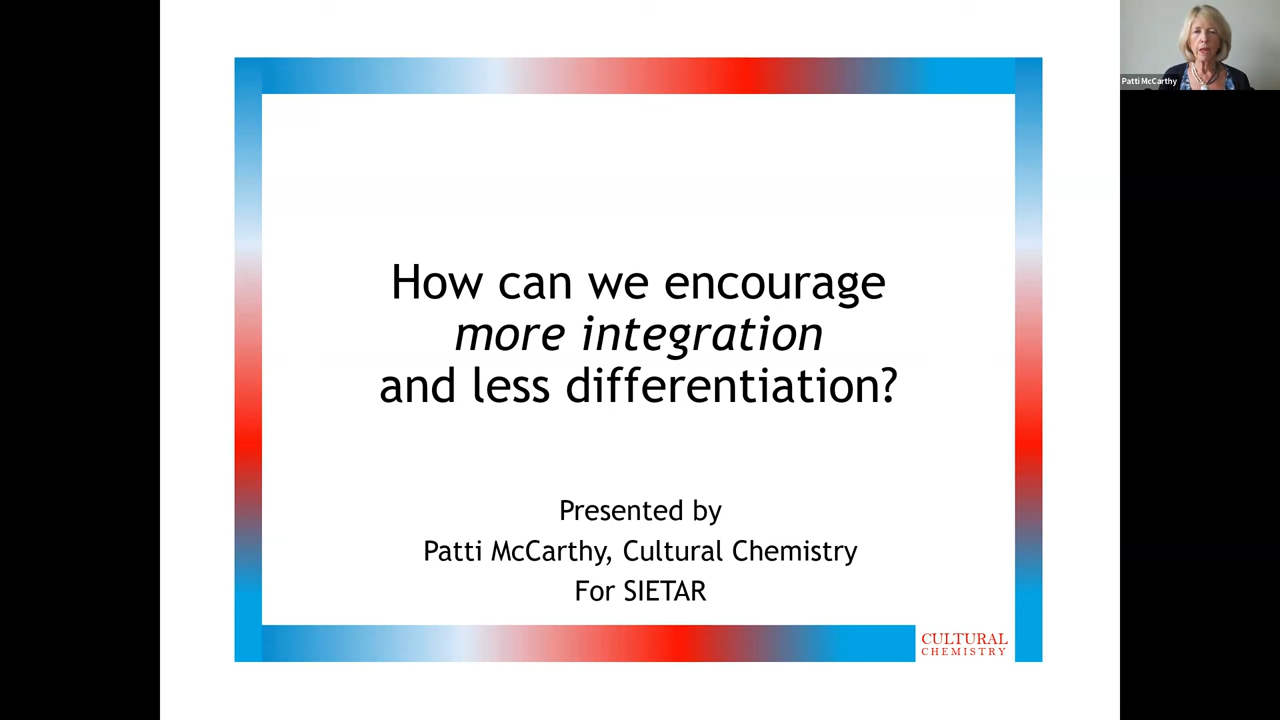 Patti McCarthy
How can we encourage
more integration
and less differentiation?
Presented by
Patti McCarthy, Cultural Chemistry
For SIETAR
CULTURAL
CHEMISTRY